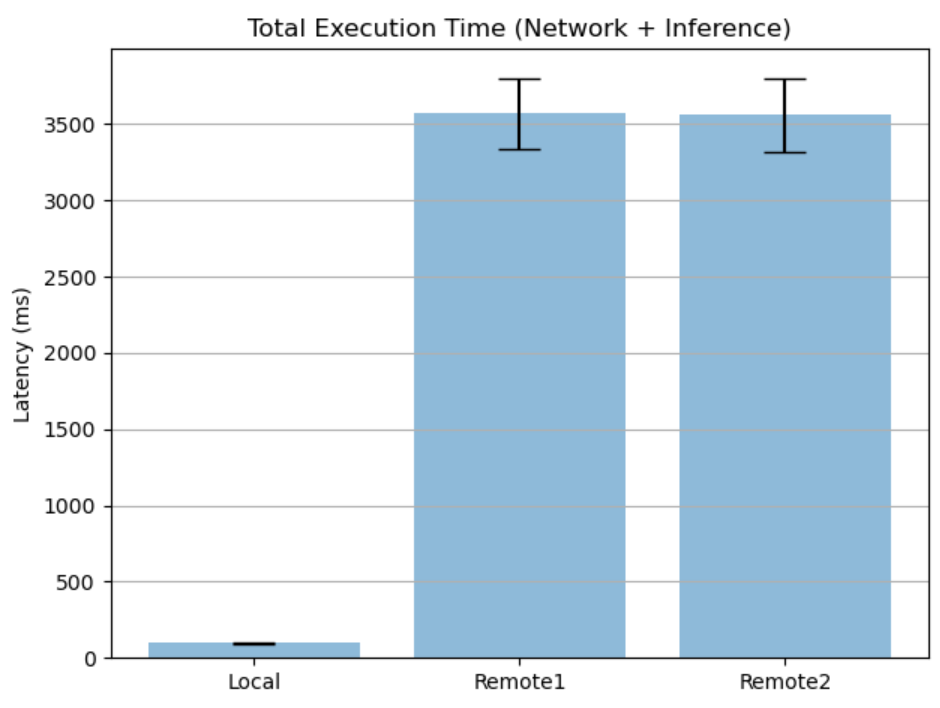 Total Execution Time (Network + Inference)
Latency (ms)
3500
3000
2500
2000
1500
1000
500
0
Local Remote1 Remote2